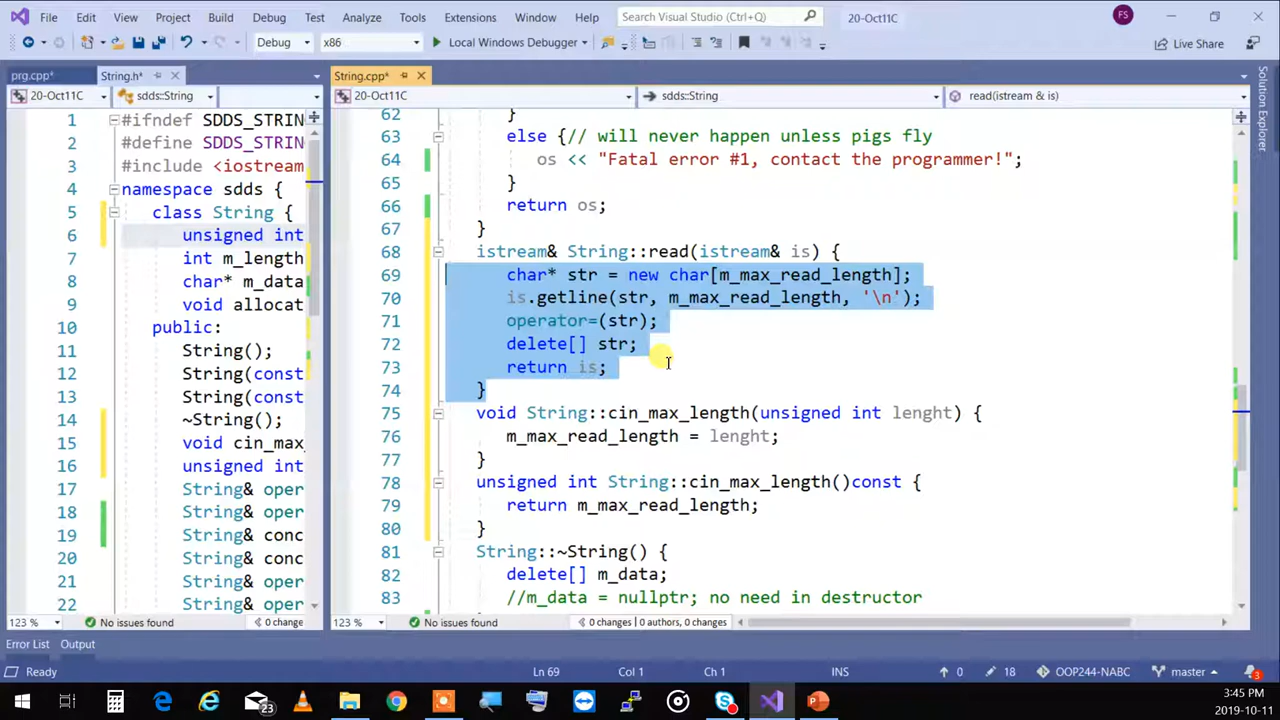 File Edit View Project Build Debug Test Analyze Tools Extensions Window Help Search Visual Studio (Ctrl+Q) 20-Oct11C FS
Debug x86 Local Windows Debugger Live Share
prg.cpp* String.h* String.cpp*
20-Oct11C sdds::String 20-Oct11C sdds::String read(istream & is)
1 #ifndef SDDS_STRIN
2 #define SDDS_STRIN
3 #include <iostream
4 namespace sdds {
5 class String {
6 unsigned int
7 int m_length
8 char* m_data
9 void allocat
10 public:
11 String();
12 String(const
13 String(const
14 ~String();
15 void cin_max
16 unsigned int
17 String& oper
18 String& oper
19 String& conc
20 String& conc
21 String& oper
22 String& oper
62 }
63 else {// will never happen unless pigs fly
64 os << "Fatal error #1, contact the programmer!";
65 }
66 return os;
67 }
68 istream& String::read(istream& is) {
69 char* str = new char[m_max_read_length];
70 is.getline(str, m_max_read_length, '\n');
71 operator=(str);
72 delete[] str;
73 return is;
74 }
75 void String::cin_max_length(unsigned int lenght) {
76 m_max_read_length = lenght;
77 }
78 unsigned int String::cin_max_length()const {
79 return m_max_read_length;
80 }
81 String::~String() {
82 delete[] m_data;
83 //m_data = nullptr; no need in destructor
Solution Explorer
123 % No issues found 0 change 123 % No issues found 0 changes | 0 authors, 0 changes
Error List Output
Ready Ln 69 Col 1 Ch 1 INS 0 18 OOP244-NABC master 3
23
3:45 PM
2019-10-11